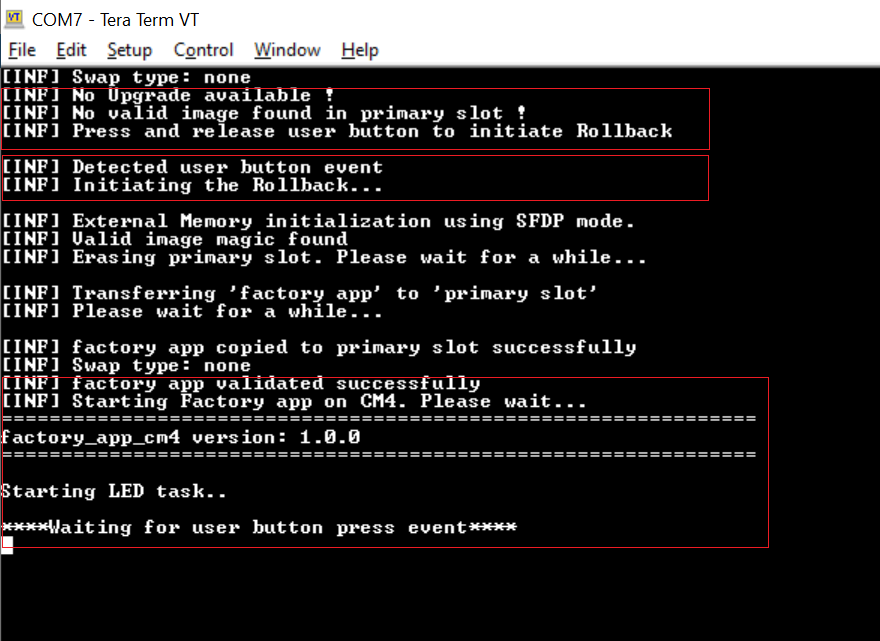 VT COM7 - Tera Term VT
File Edit Setup Control Window Help
[INF] Swap type: none
[INF] No Upgrade available !
[INF] No valid image found in primary slot !
[INF] Press and release user button to initiate Rollback
[INF] Detected user button event
[INF] Initiating the Rollback...
[INF] External Memory initialization using SFDP mode.
[INF] Valid image magic found
[INF] Erasing primary slot. Please wait for a while...
[INF] Transferring 'factory app' to 'primary slot'
[INF] Please wait for a while...
[INF] factory app copied to primary slot successfully
[INF] Swap type: none
[INF] factory app validated successfully
[INF] Starting Factory app on CM4. Please wait...
===============================================================
factory_app_cm4 version: 1.0.0
===============================================================
Starting LED task..
****Waiting for user button press event****